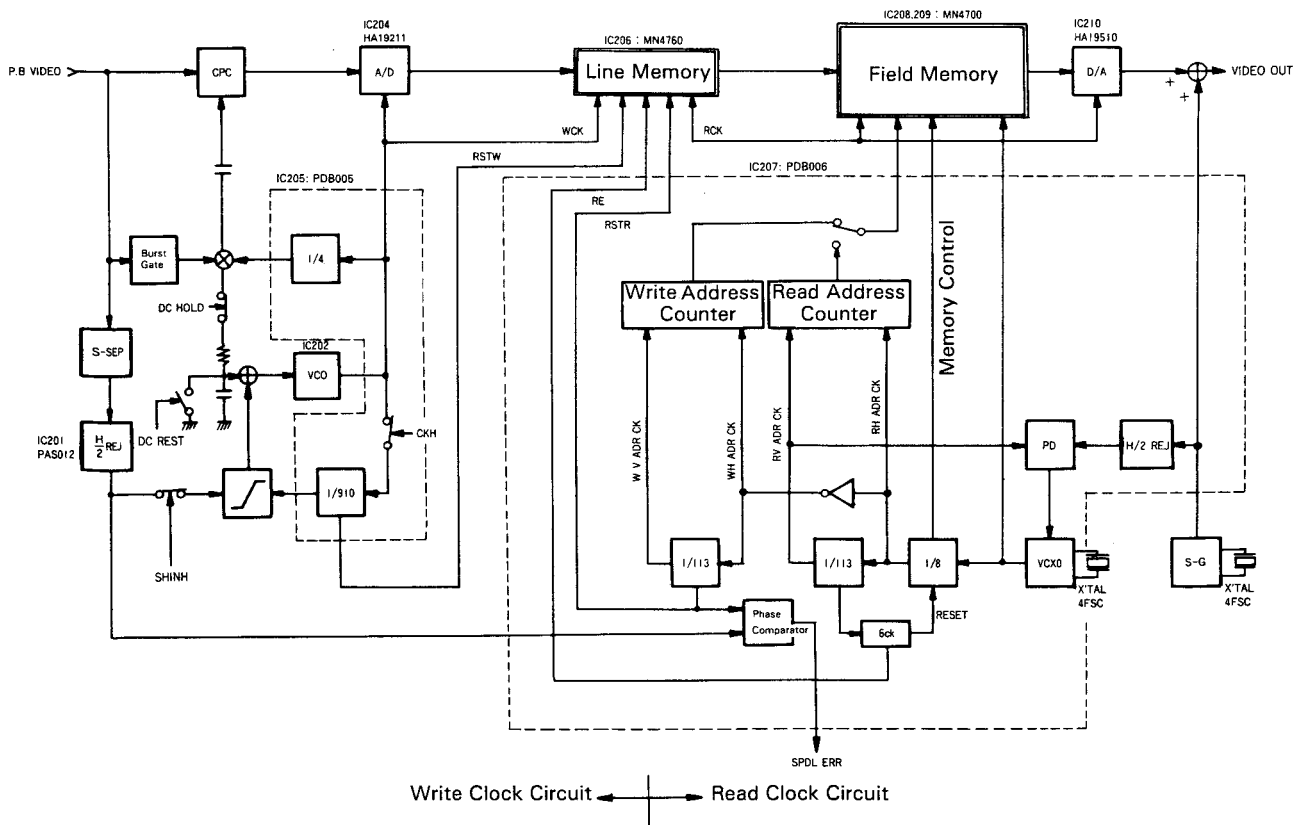 IC204
HA19211
IC206 : MN4760
IC208,209 : MN4700
IC210
HA19510
P.B VIDEO
CPC
A/D
Line Memory
Field Memory
D/A
VIDEO OUT
+
+
WCK
RCK
RSTW
IC205: PDB005
IC207: PDB006
RE
RSTR
Burst
Gate
1/4
DC HOLD
Write Address
Counter
Read Address
Counter
Memory Control
S-SEP
IC202
VCO
DC REST
CKH
W V ADR CK
WH ADR CK
RV ADR CK
RH ADR CK
IC201
PAS012
H/2 REJ
PD
H/2 REJ
1/910
SHINH
1/113
1/113
1/8
VCXO
X'TAL
4FSC
S-G
X'TAL
4FSC
Phase
Comparator
6ck
RESET
SPDL ERR
Write Clock Circuit
Read Clock Circuit